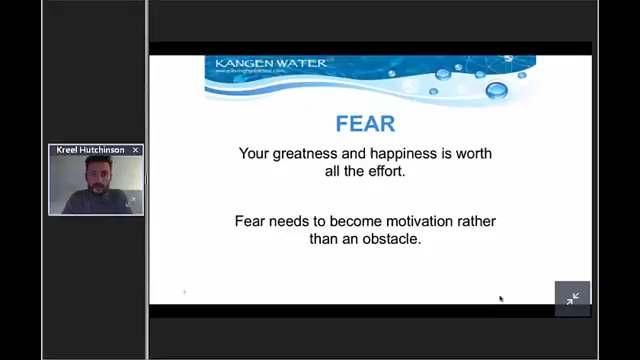 KANGEN WATER
FEAR
Your greatness and happiness is worth
all the effort.
Fear needs to become motivation rather
than an obstacle.
Kreel Hutchinson